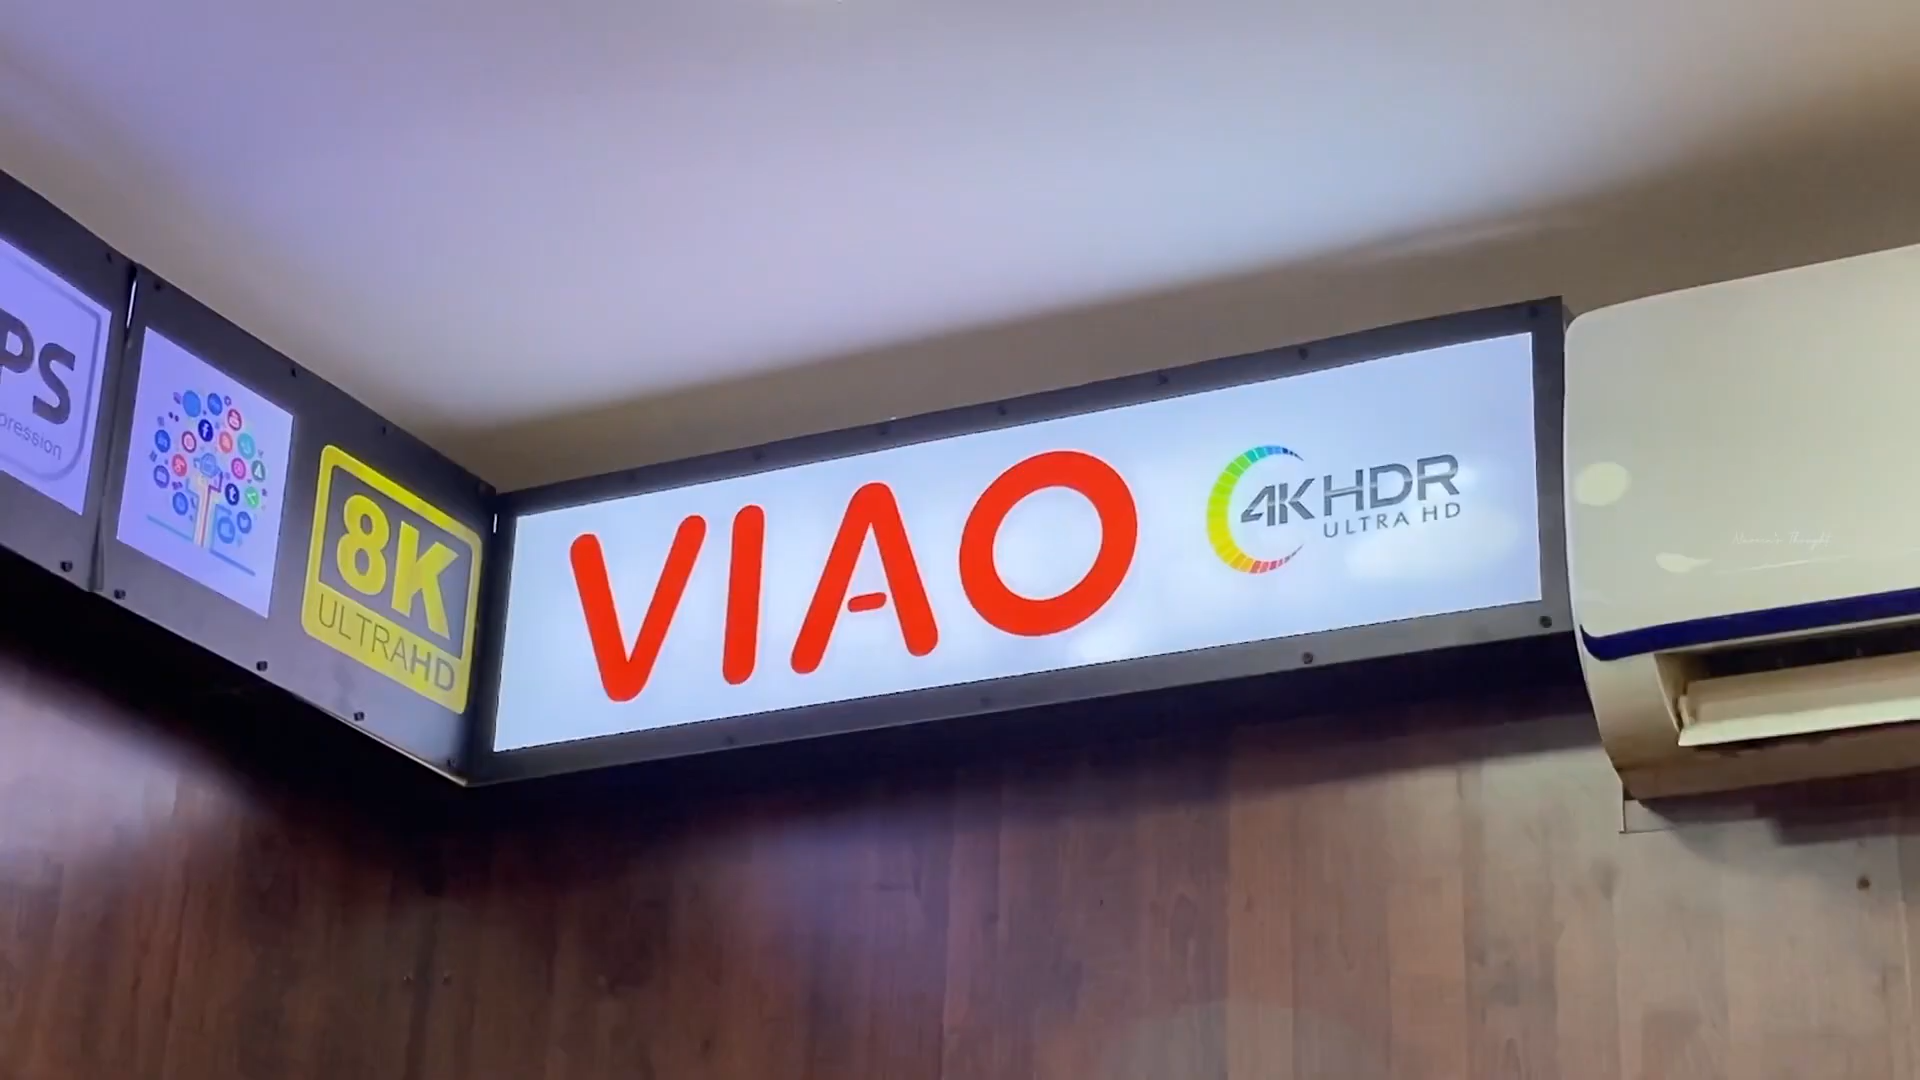 PS
pression
8K
ULTRAHD
VIAO
4K HDR
ULTRA HD